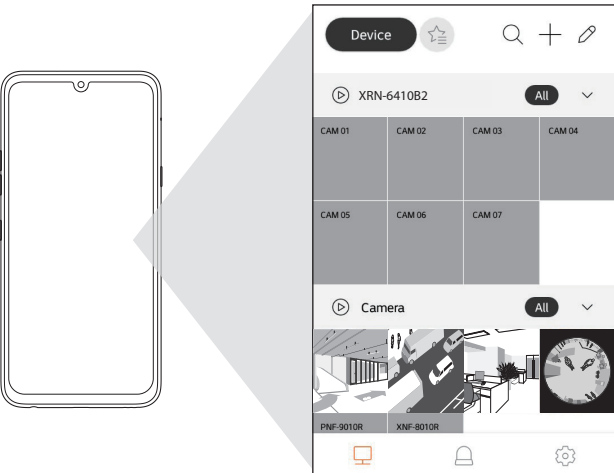 Device
XRN-6410B2 All
CAM 01 CAM 02 CAM 03 CAM 04
CAM 05 CAM 06 CAM 07
Camera All
PNF-9010R XNF-8010R